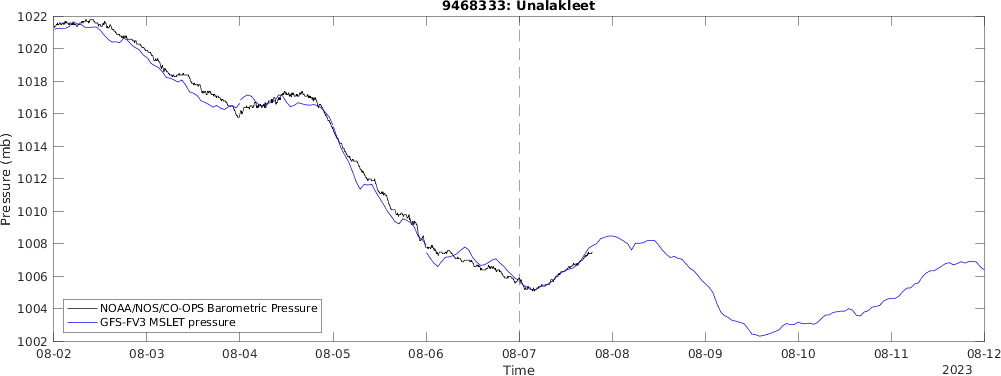 9468333: Unalakleet
1022
1020
1018
1016
1014
1012
1010
1008
1006
1004
1002
Pressure (mb)
NOAA/NOS/CO-OPS Barometric Pressure
GFS-FV3 MSLET pressure
08-02 08-03 08-04 08-05 08-06 08-07 08-08 08-09 08-10 08-11 08-12
Time
2023